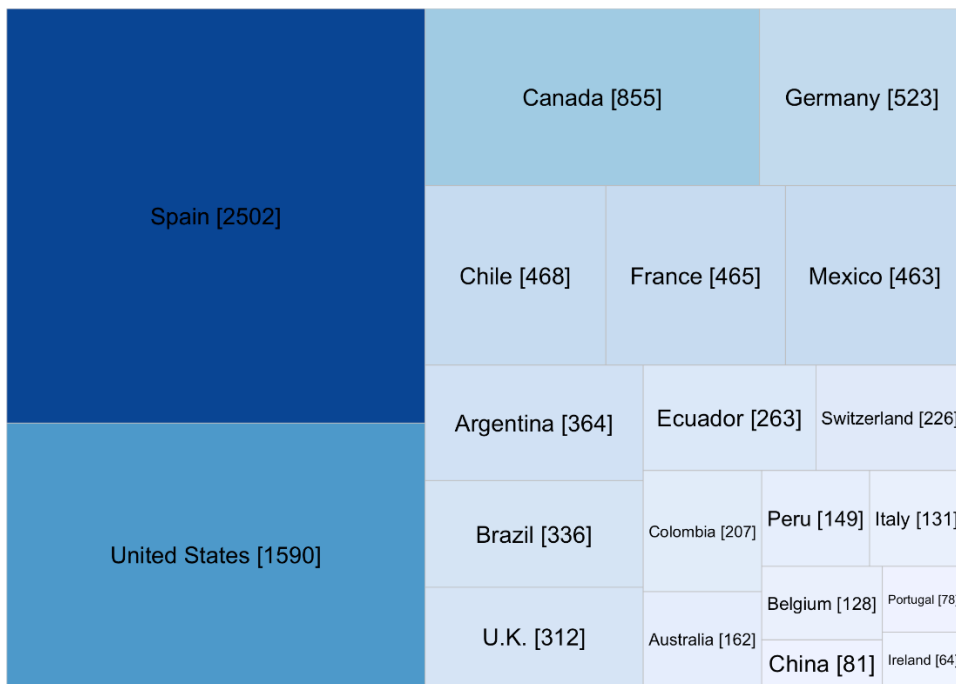 Spain [2502]
United States [1590]
Canada [855]
Germany [523]
Chile [468]
France [465]
Mexico [463]
Argentina [364]
Brazil [336]
U.K. [312]
Ecuador [263]
Switzerland [226]
Colombia [207]
Australia [162]
Peru [149]
Italy [131]
Belgium [128]
China [81]
Portugal [78]
Ireland [64]